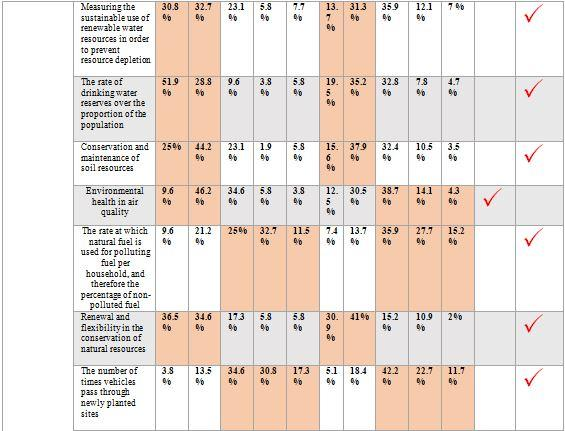 Measuring the sustainable use of renewable water resources in order to prevent resource depletion 30.8 % 32.7 % 23.1 % 5.8 % 7.7 % 13.7 % 31.3 % 35.9 % 12.1 % 7 % ✓
The rate of drinking water reserves over the proportion of the population 51.9 % 28.8 % 9.6 % 3.8 % 5.8 % 19.5 % 35.2 % 32.8 % 7.8 % 4.7 % ✓
Conservation and maintenance of soil resources 25% 44.2 % 23.1 % 1.9 % 5.8 % 15.6 % 37.9 % 32.4 % 10.5 % 3.5 % ✓
Environmental health in air quality 9.6 % 46.2 % 34.6 % 5.8 % 3.8 % 12.5 % 30.5 % 38.7 % 14.1 % 4.3 % ✓
The rate at which natural fuel is used for polluting fuel per household, and therefore the percentage of non-polluted fuel 9.6 % 21.2 % 25% 32.7 % 11.5 % 7.4 % 13.7 % 35.9 % 27.7 % 15.2 % ✓
Renewal and flexibility in the conservation of natural resources 36.5 % 34.6 % 17.3 % 5.8 % 5.8 % 30.9 % 41% 15.2 % 10.9 % 2% ✓
The number of times vehicles pass through newly planted sites 3.8 % 13.5 % 34.6 % 30.8 % 17.3 % 5.1 % 18.4 % 42.2 % 22.7 % 11.7 % ✓